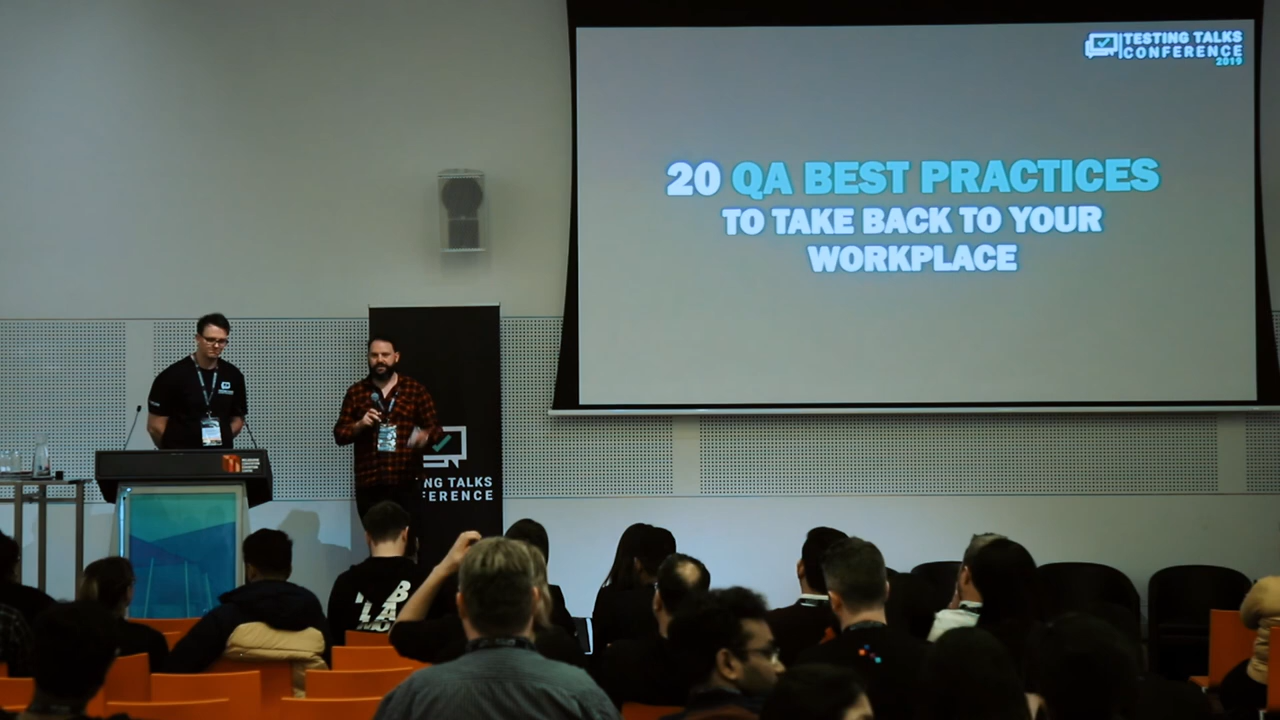 TESTING TALKS
CONFERENCE
2019
20 QA BEST PRACTICES
TO TAKE BACK TO YOUR
WORKPLACE
NG TALKS
FERENCE